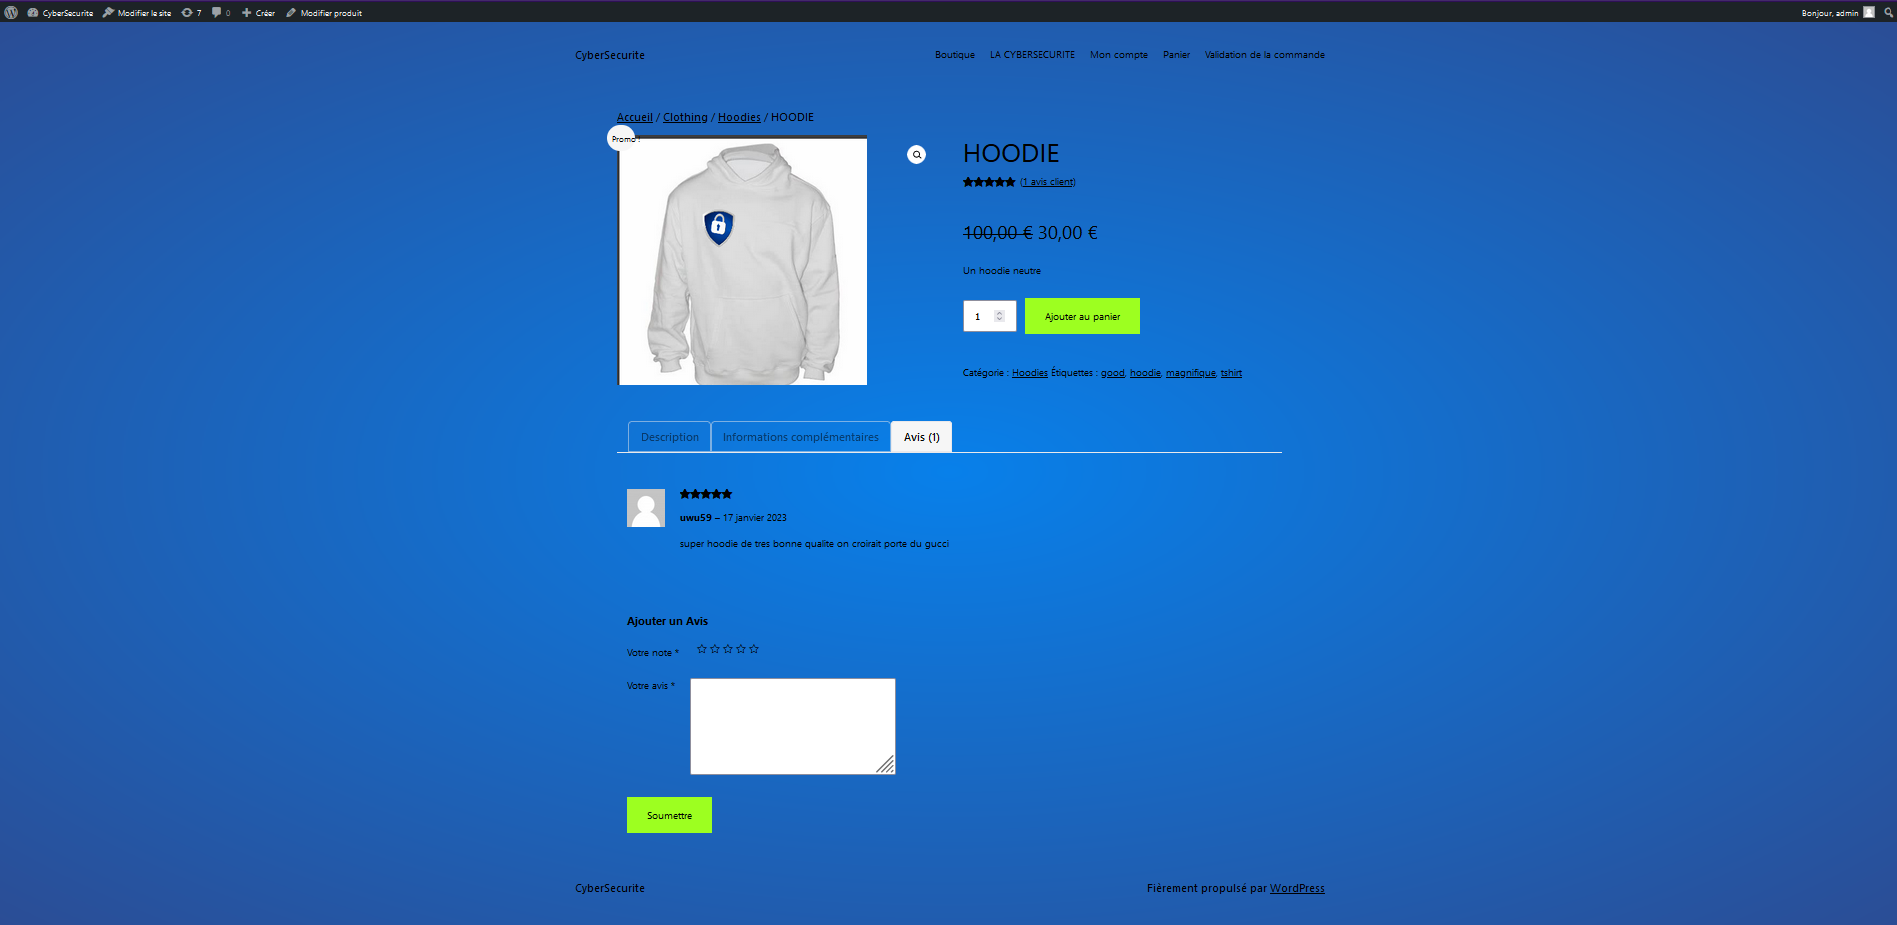 CyberSecurite Modifier le site 7 0 Créer Modifier produit Bonjour, admin
CyberSecurite Boutique LA CYBERSECURITE Mon compte Panier Validation de la commande
Accueil / Clothing / Hoodies / HOODIE
Promo !
HOODIE
(1 avis client)
100,00 € 30,00 €
Un hoodie neutre
1 Ajouter au panier
Catégorie : Hoodies Étiquettes : good, hoodie, magnifique, tshirt
Description Informations complémentaires Avis (1)
uwu59 – 17 janvier 2023
super hoodie de tres bonne qualite on croirait porte du gucci
Ajouter un Avis
Votre note *
Votre avis *
Soumettre
CyberSecurite Fièrement propulsé par WordPress